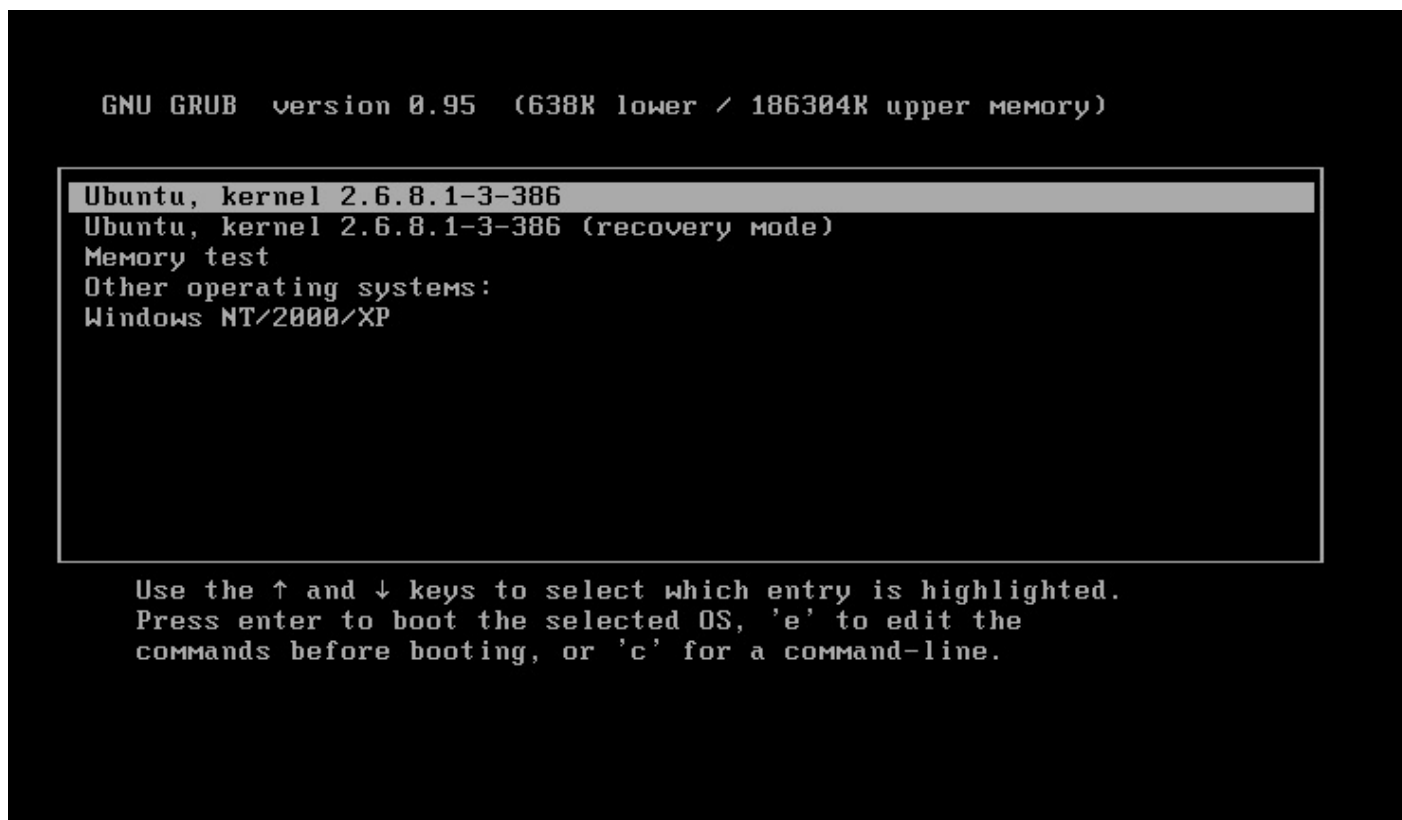 GNU GRUB  version 0.95  (638K lower / 186304K upper memory)
Ubuntu, kernel 2.6.8.1-3-386
Ubuntu, kernel 2.6.8.1-3-386 (recovery mode)
Memory test
Other operating systems:
Windows NT/2000/XP
Use the ↑ and ↓ keys to select which entry is highlighted.
Press enter to boot the selected OS, 'e' to edit the
commands before booting, or 'c' for a command-line.